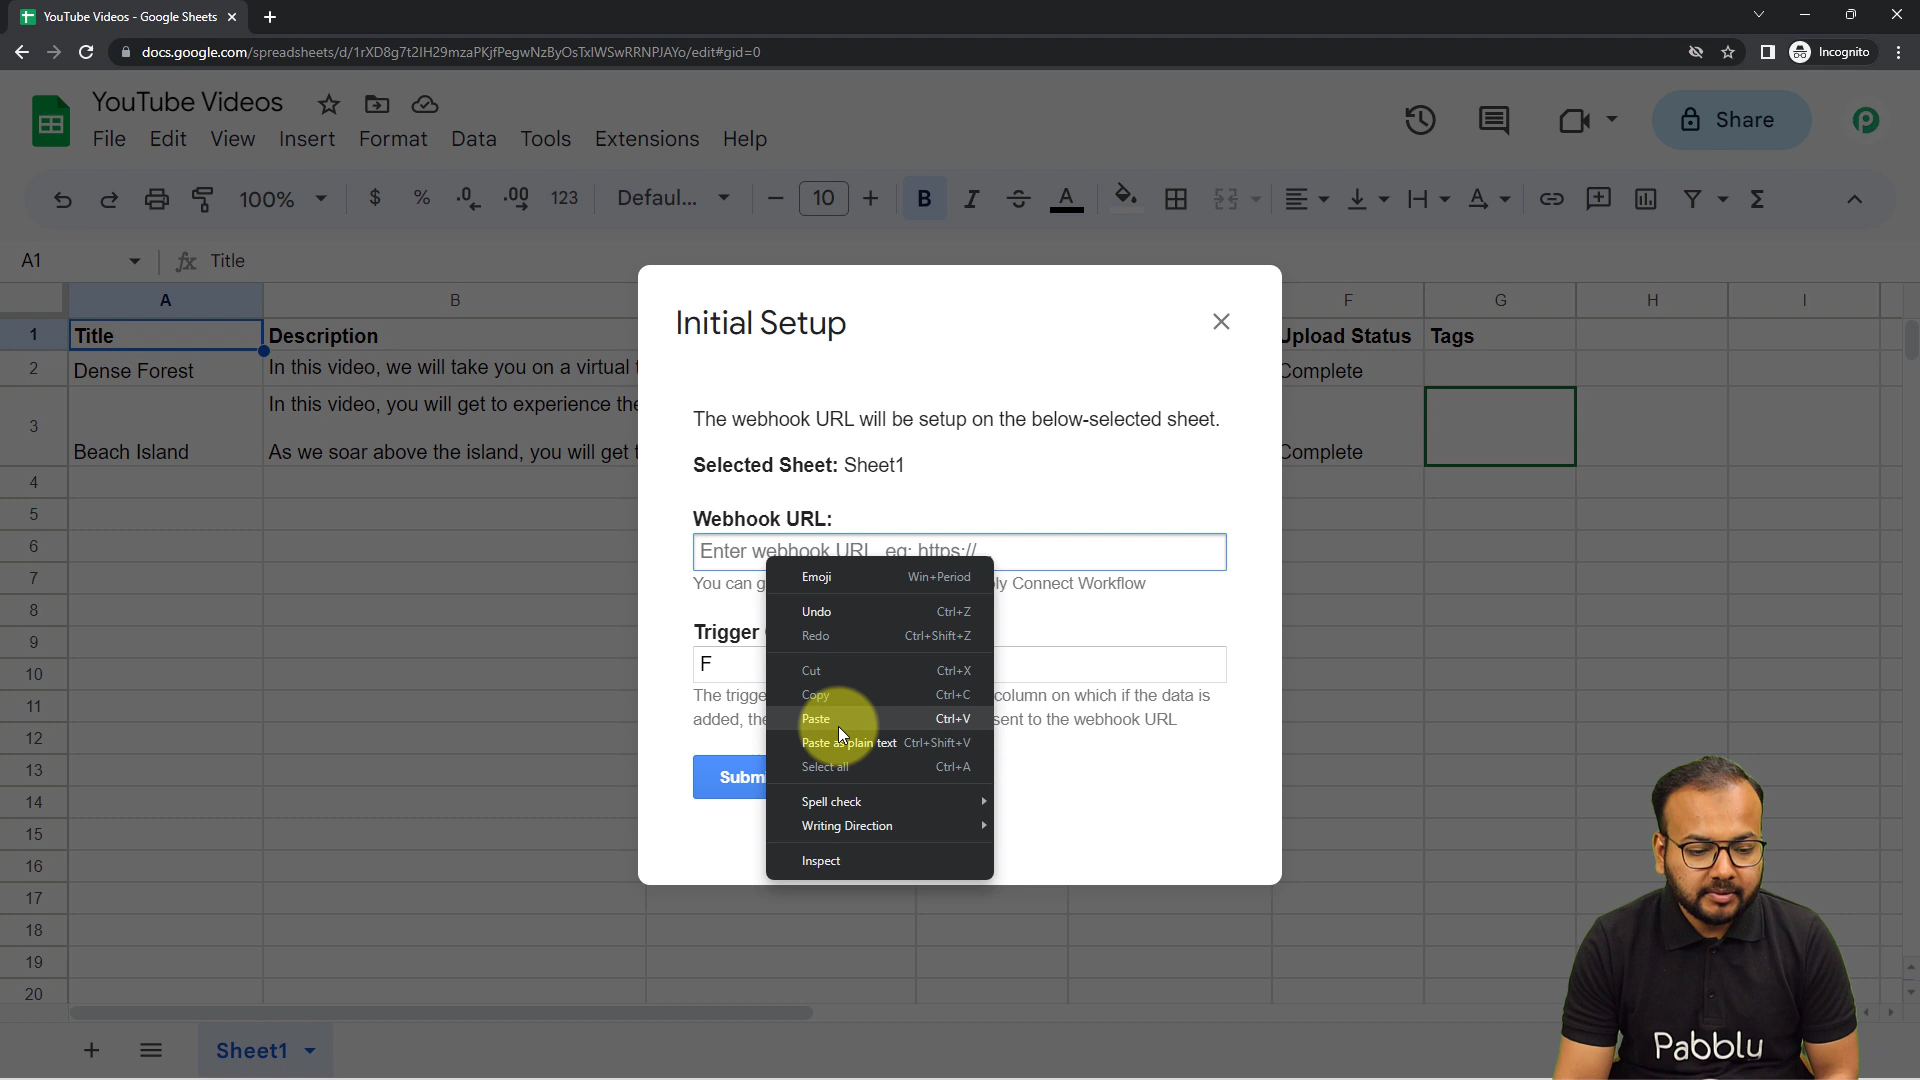 YouTube Videos - Google Sheets
docs.google.com/spreadsheets/d/1rXD8g7t2IH29mzaPKjfPegwNzByOsTxlWSwRRNPJAYo/edit#gid=0
Incognito
YouTube Videos
File Edit View Insert Format Data Tools Extensions Help
Share
100% $ % .0 .00 123 Defaul... 10 B I A
A1 fx Title
A B F G H I
1 Title Description Upload Status Tags
2 Dense Forest In this video, we will take you on a virtual Complete
3 In this video, you will get to experience the
Beach Island As we soar above the island, you will get Complete
4
5
6
7
8
9
10
11
12
13
14
15
16
17
18
19
20
Initial Setup
The webhook URL will be setup on the below-selected sheet.
Selected Sheet: Sheet1
Webhook URL:
Enter webhook URL, eg: https://
You can g ly Connect Workflow
Trigger
F
The trigge column on which if the data is
added, the sent to the webhook URL
Submi
Emoji Win+Period
Undo Ctrl+Z
Redo Ctrl+Shift+Z
Cut Ctrl+X
Copy Ctrl+C
Paste Ctrl+V
Paste as plain text Ctrl+Shift+V
Select all Ctrl+A
Spell check
Writing Direction
Inspect
Sheet1
Pabbly